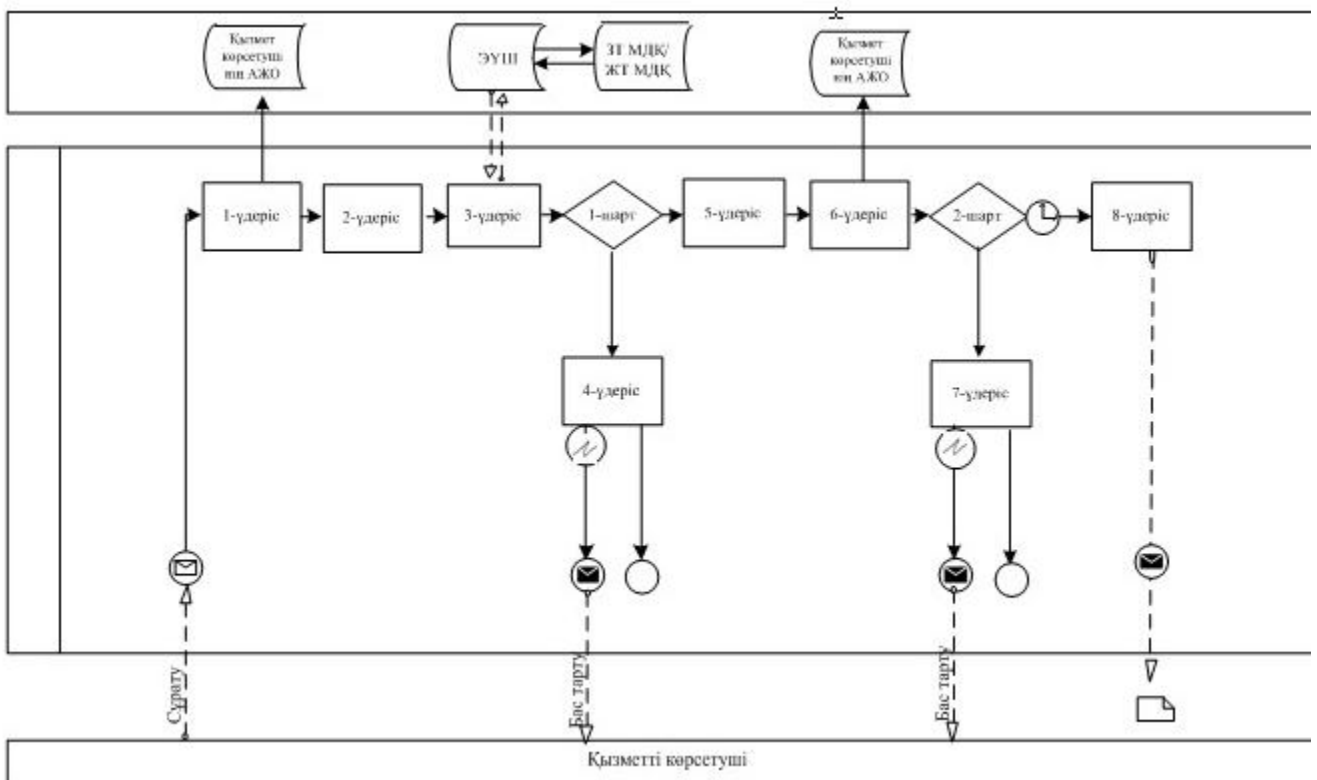 Қызмет
көрсетуші
нің АЖО
ЭҮШ
ЗТ МДҚ/
ЖТ МДҚ
Қызмет
көрсетуші
нің АЖО
1-үдеріс
2-үдеріс
3-үдеріс
1-шарт
5-үдеріс
6-үдеріс
2-шарт
8-үдеріс
4-үдеріс
7-үдеріс
Сұрату
Бас тарту
Бас тарту
Қызметті көрсетуші